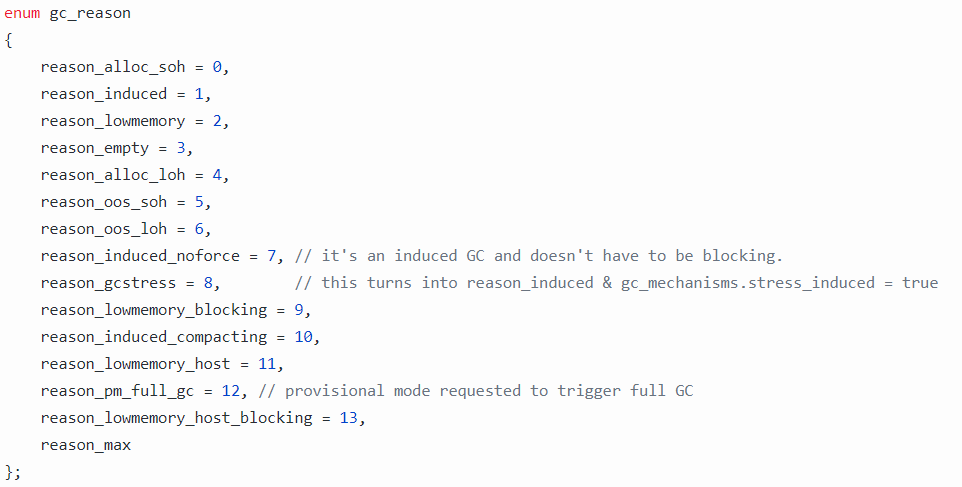 enum gc_reason
{
    reason_alloc_soh = 0,
    reason_induced = 1,
    reason_lowmemory = 2,
    reason_empty = 3,
    reason_alloc_loh = 4,
    reason_oos_soh = 5,
    reason_oos_loh = 6,
    reason_induced_noforce = 7, // it's an induced GC and doesn't have to be blocking.
    reason_gcstress = 8,        // this turns into reason_induced & gc_mechanisms.stress_induced = true
    reason_lowmemory_blocking = 9,
    reason_induced_compacting = 10,
    reason_lowmemory_host = 11,
    reason_pm_full_gc = 12, // provisional mode requested to trigger full GC
    reason_lowmemory_host_blocking = 13,
    reason_max
};